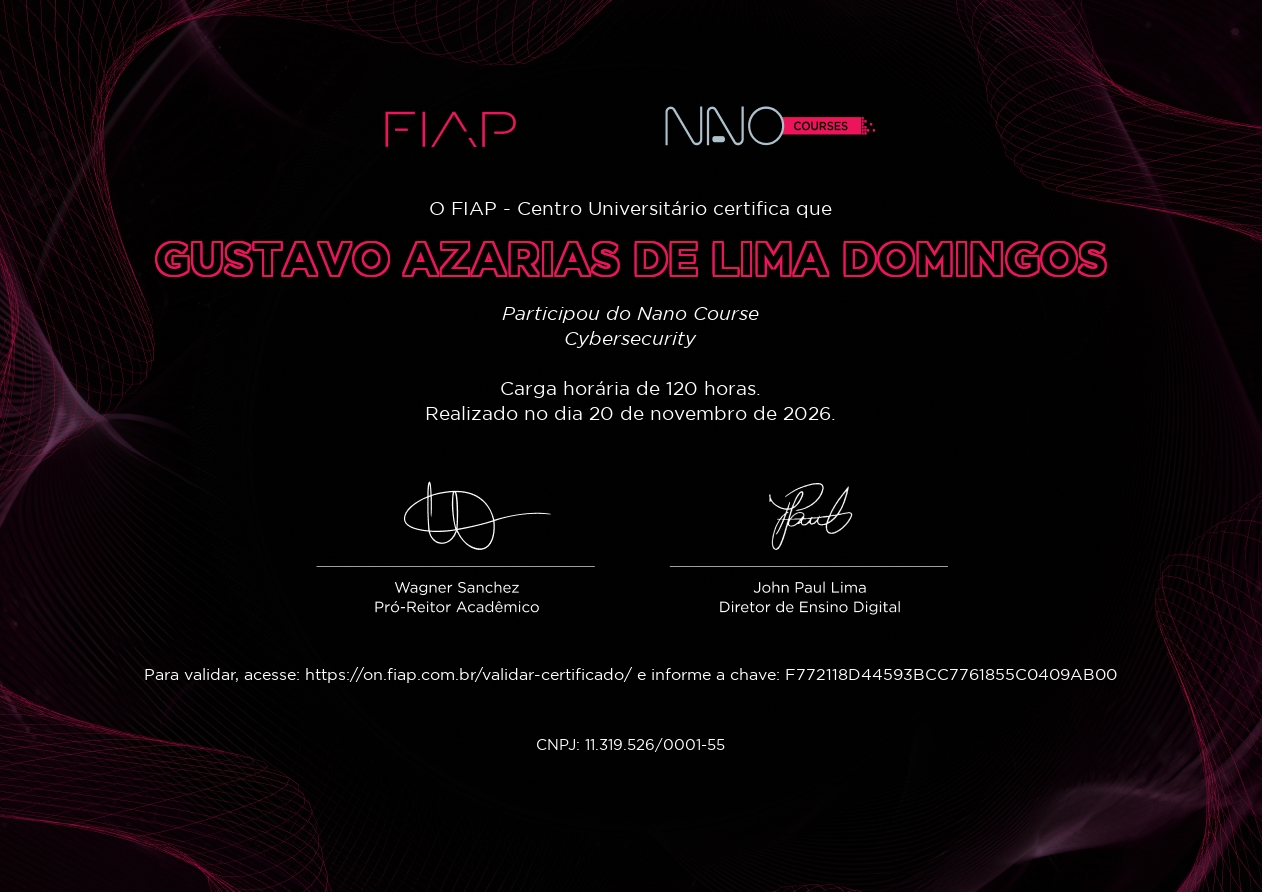 FIAP NANO COURSES
O FIAP - Centro Universitário certifica que
GUSTAVO AZARIAS DE LIMA DOMINGOS
Participou do Nano Course
Cybersecurity
Carga horária de 120 horas.
Realizado no dia 20 de novembro de 2026.
Wagner Sanchez
Pró-Reitor Acadêmico
John Paul Lima
Diretor de Ensino Digital
Para validar, acesse: https://on.fiap.com.br/validar-certificado/ e informe a chave: F772118D44593BCC7761855C0409AB00
CNPJ: 11.319.526/0001-55